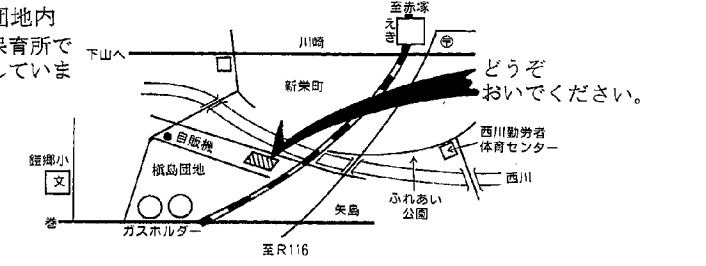 団地内
保育所で
していま
至赤塚
えき
〒
川崎
下山へ
新栄町
どうぞ
おいでください。
自販機
西川勤労者
体育センター
鎧郷小
文
槇島団地
西川
ふれあい
公園
矢島
巻
ガスホルダー
至R116